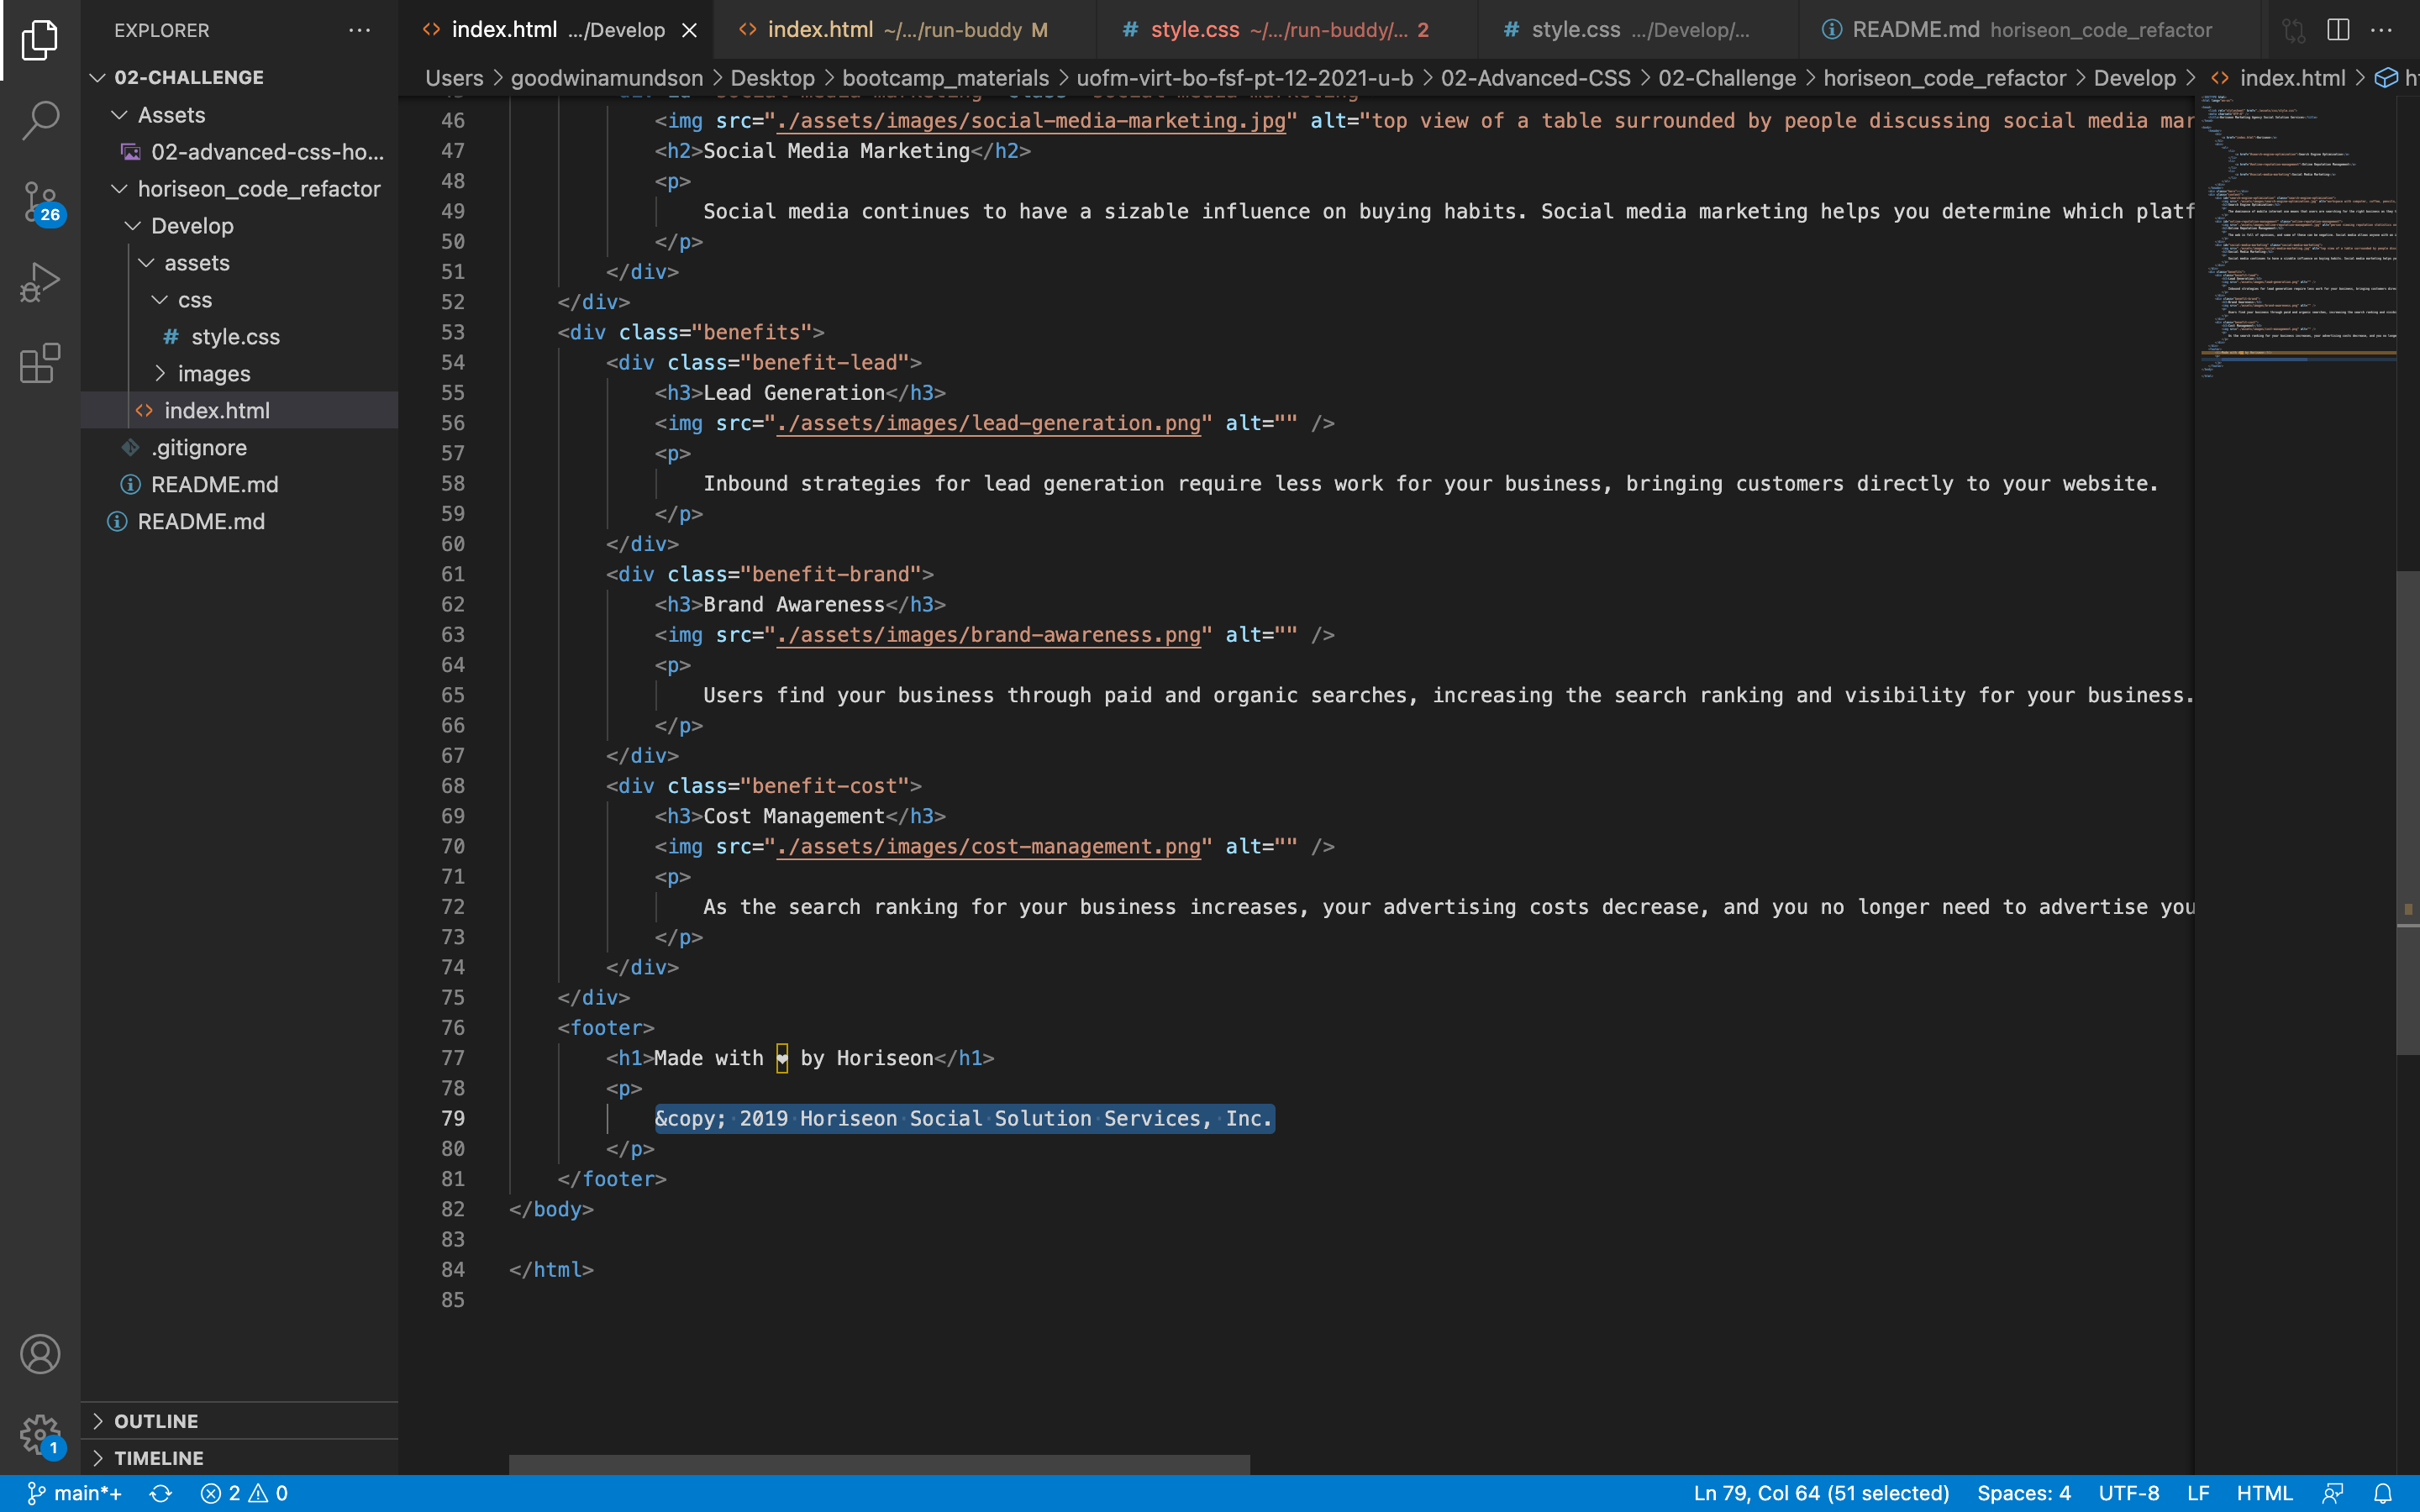 EXPLORER
02-CHALLENGE
Assets
02-advanced-css-ho...
horiseon_code_refactor
Develop
assets
css
# style.css
images
index.html
.gitignore
README.md
README.md
OUTLINE
TIMELINE
26
1
index.html .../Develop
index.html ~/.../run-buddy M
# style.css ~/.../run-buddy/... 2
# style.css .../Develop/...
README.md horiseon_code_refactor
Users > goodwinamundson > Desktop > bootcamp_materials > uofm-virt-bo-fsf-pt-12-2021-u-b > 02-Advanced-CSS > 02-Challenge > horiseon_code_refactor > Develop > index.html >
46 <img src="./assets/images/social-media-marketing.jpg" alt="top view of a table surrounded by people discussing social media mar
47 <h2>Social Media Marketing</h2>
48 <p>
49 Social media continues to have a sizable influence on buying habits. Social media marketing helps you determine which platf
50 </p>
51 </div>
52 </div>
53 <div class="benefits">
54 <div class="benefit-lead">
55 <h3>Lead Generation</h3>
56 <img src="./assets/images/lead-generation.png" alt="" />
57 <p>
58 Inbound strategies for lead generation require less work for your business, bringing customers directly to your website.
59 </p>
60 </div>
61 <div class="benefit-brand">
62 <h3>Brand Awareness</h3>
63 <img src="./assets/images/brand-awareness.png" alt="" />
64 <p>
65 Users find your business through paid and organic searches, increasing the search ranking and visibility for your business.
66 </p>
67 </div>
68 <div class="benefit-cost">
69 <h3>Cost Management</h3>
70 <img src="./assets/images/cost-management.png" alt="" />
71 <p>
72 As the search ranking for your business increases, your advertising costs decrease, and you no longer need to advertise you
73 </p>
74 </div>
75 </div>
76 <footer>
77 <h1>Made with ❤ by Horiseon</h1>
78 <p>
79 &copy; 2019 Horiseon Social Solution Services, Inc.
80 </p>
81 </footer>
82 </body>
83
84 </html>
85
main*+ 2 0 Ln 79, Col 64 (51 selected) Spaces: 4 UTF-8 LF HTML